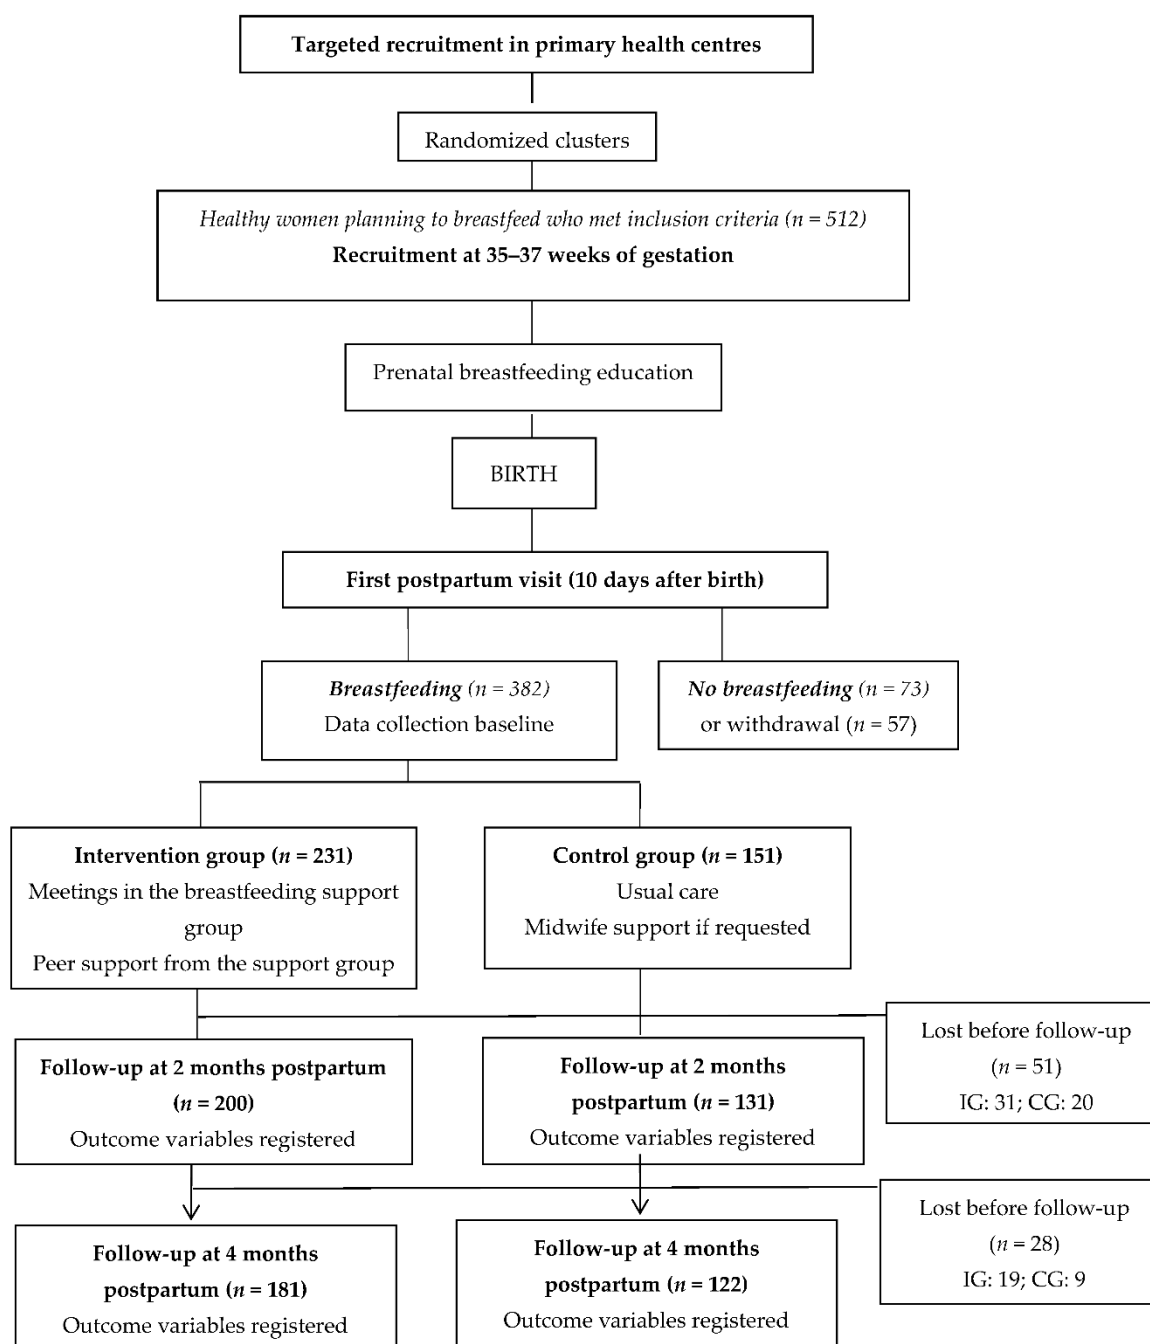 Targeted recruitment in primary health centres
Randomized clusters
Healthy women planning to breastfeed who met inclusion criteria (n = 512)
Recruitment at 35–37 weeks of gestation
Prenatal breastfeeding education
BIRTH
First postpartum visit (10 days after birth)
Breastfeeding (n = 382)
Data collection baseline
No breastfeeding (n = 73)
or withdrawal (n = 57)
Intervention group (n = 231)
Meetings in the breastfeeding support
group
Peer support from the support group
Control group (n = 151)
Usual care
Midwife support if requested
Lost before follow-up
(n = 51)
IG: 31; CG: 20
Follow-up at 2 months postpartum
(n = 200)
Outcome variables registered
Follow-up at 2 months
postpartum (n = 131)
Outcome variables registered
Lost before follow-up
(n = 28)
IG: 19; CG: 9
Follow-up at 4 months
postpartum (n = 181)
Outcome variables registered
Follow-up at 4 months
postpartum (n = 122)
Outcome variables registered